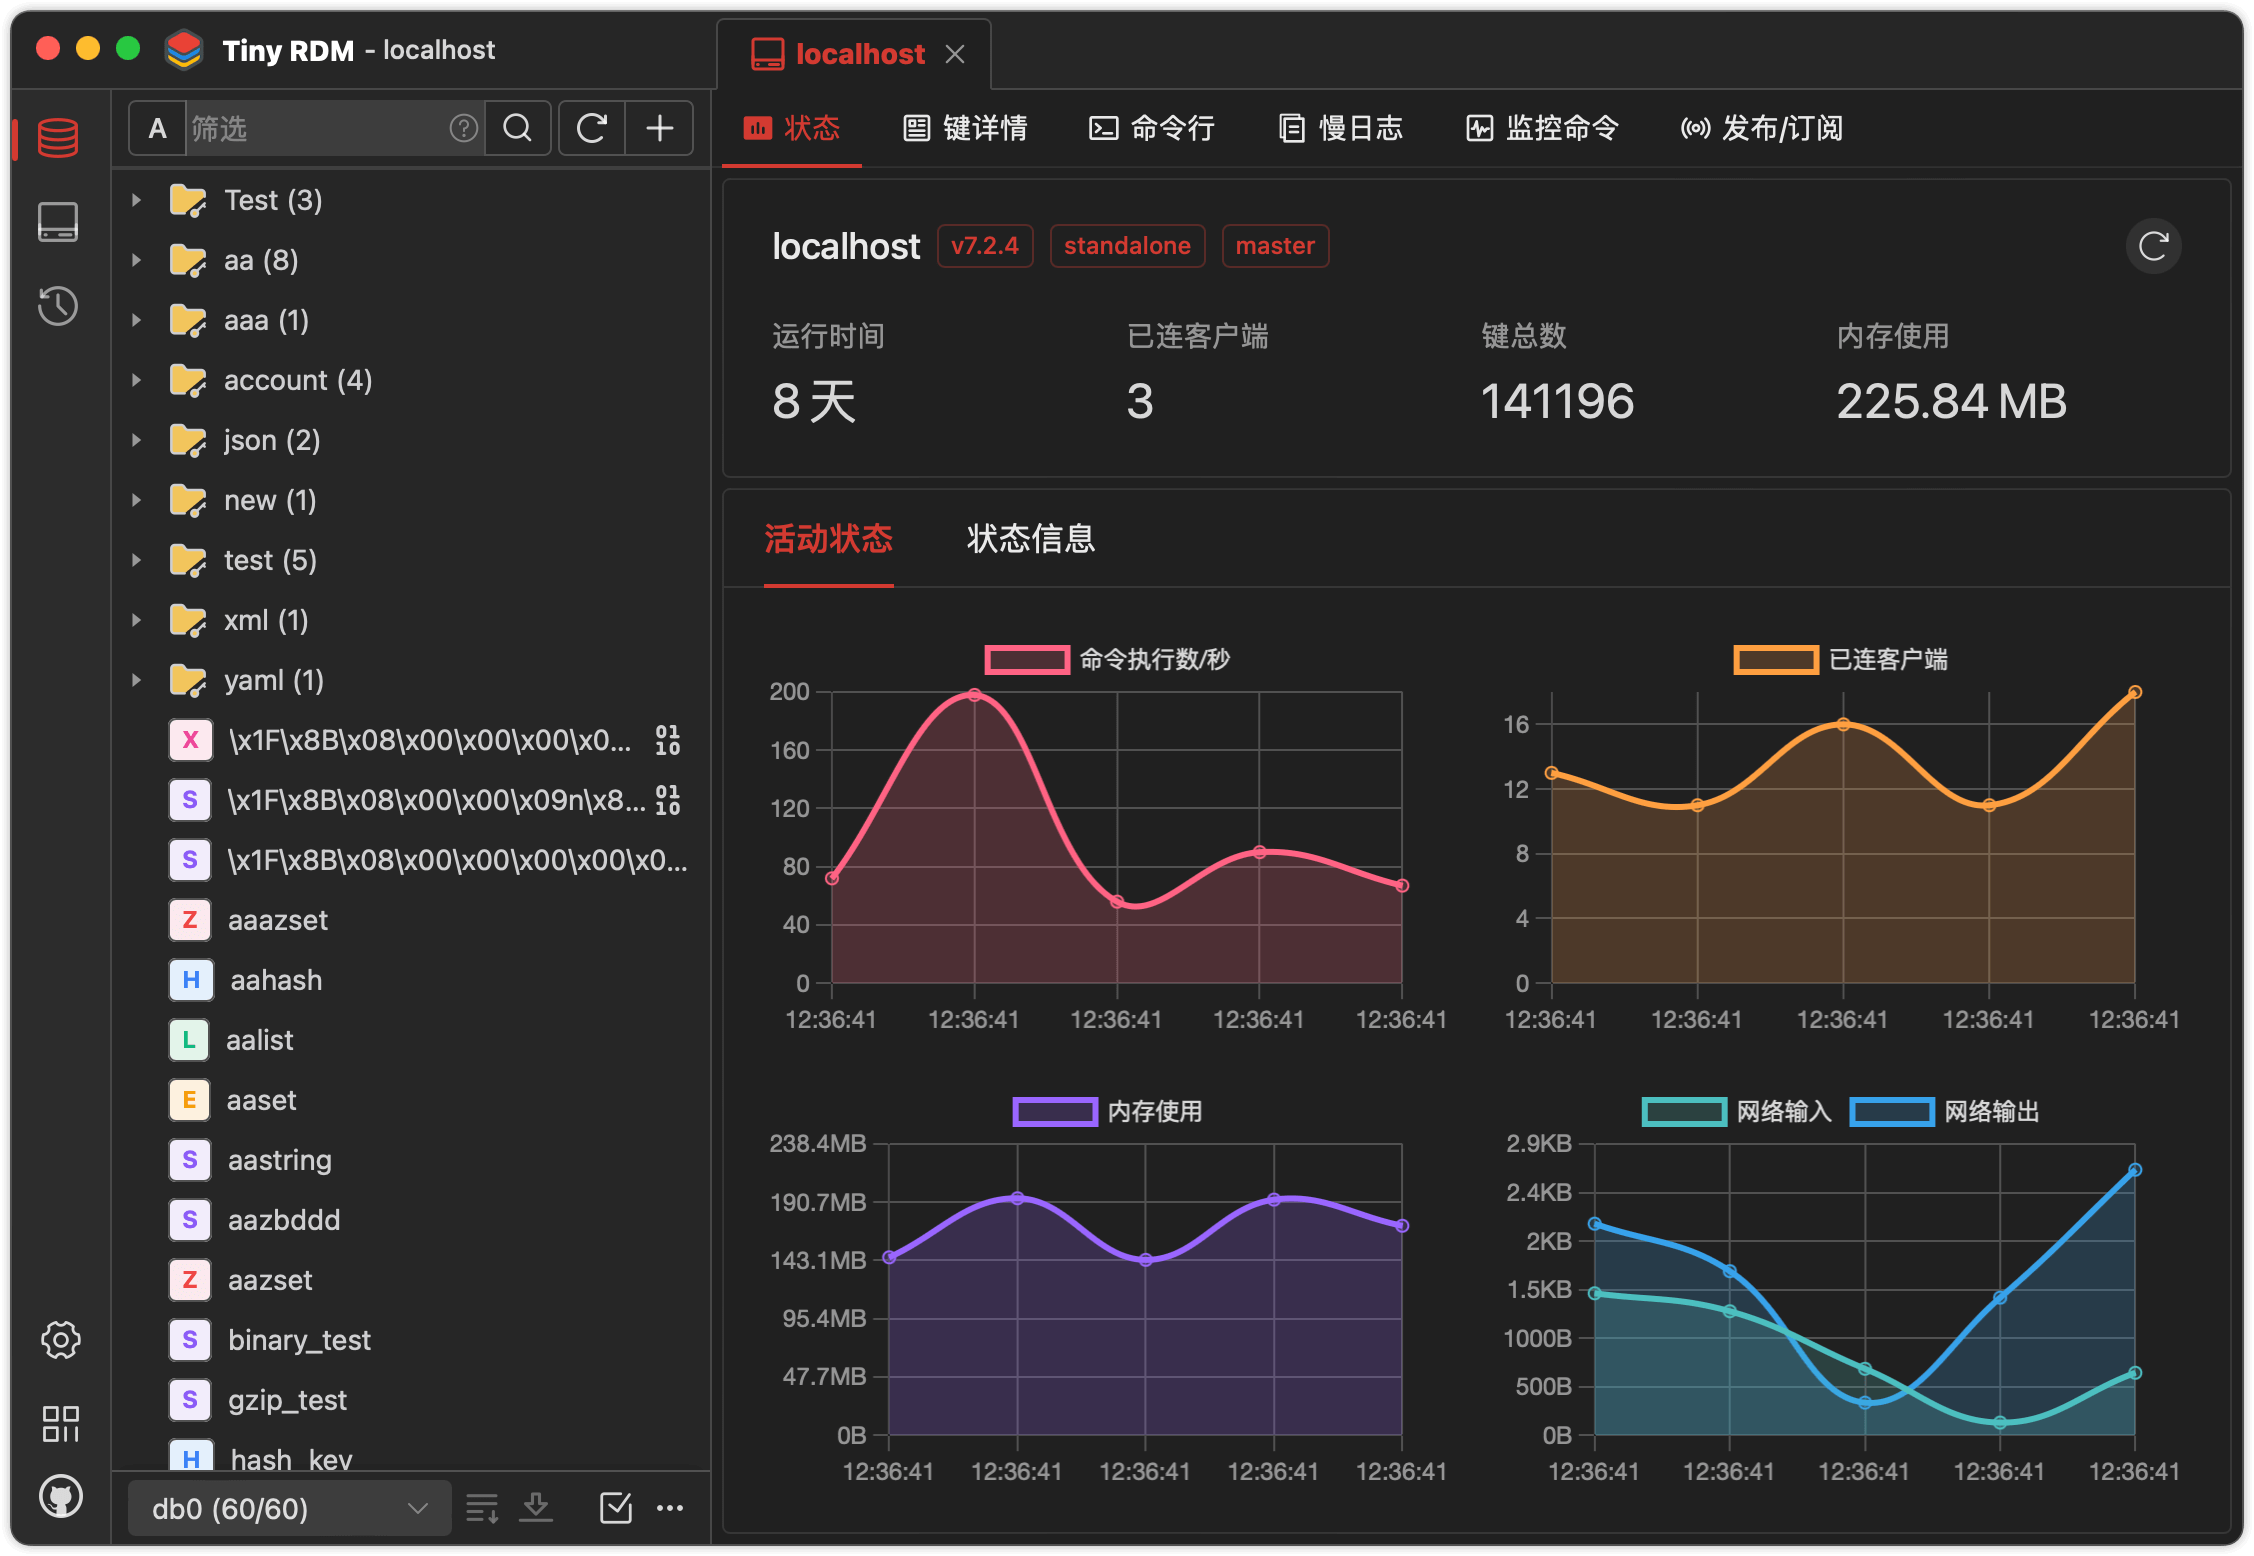 Tiny RDM - localhost
localhost
A 筛选
Test (3)
aa (8)
aaa (1)
account (4)
json (2)
new (1)
test (5)
xml (1)
yaml (1)
X \x1F\x8B\x08\x00\x00\x00\x0... 01 10
S \x1F\x8B\x08\x00\x00\x09n\x8... 01 10
S \x1F\x8B\x08\x00\x00\x00\x00\x0...
Z aaazset
H aahash
L aalist
E aaset
S aastring
S aazbddd
Z aazset
S binary_test
S gzip_test
H hash_key
db0 (60/60)
状态 键详情 命令行 慢日志 监控命令 发布/订阅
localhost v7.2.4 standalone master
运行时间 已连客户端 键总数 内存使用
8 天 3 141196 225.84 MB
活动状态 状态信息
命令执行数/秒
200
160
120
80
40
0
12:36:41 12:36:41 12:36:41 12:36:41 12:36:41
已连客户端
16
12
8
4
0
12:36:41 12:36:41 12:36:41 12:36:41 12:36:41
内存使用
238.4MB
190.7MB
143.1MB
95.4MB
47.7MB
0B
12:36:41 12:36:41 12:36:41 12:36:41 12:36:41
网络输入 网络输出
2.9KB
2.4KB
2KB
1.5KB
1000B
500B
0B
12:36:41 12:36:41 12:36:41 12:36:41 12:36:41